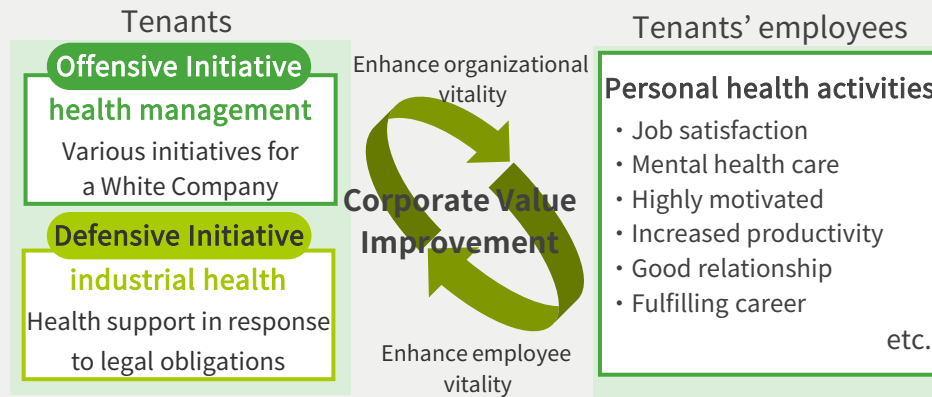 Tenants
Offensive Initiative
health management
Various initiatives for
a White Company
Defensive Initiative
industrial health
Health support in response
to legal obligations
Enhance organizational
vitality
Corporate Value
Improvement
Enhance employee
vitality
Tenants’ employees
Personal health activities
・Job satisfaction
・Mental health care
・Highly motivated
・Increased productivity
・Good relationship
・Fulfilling career
etc.